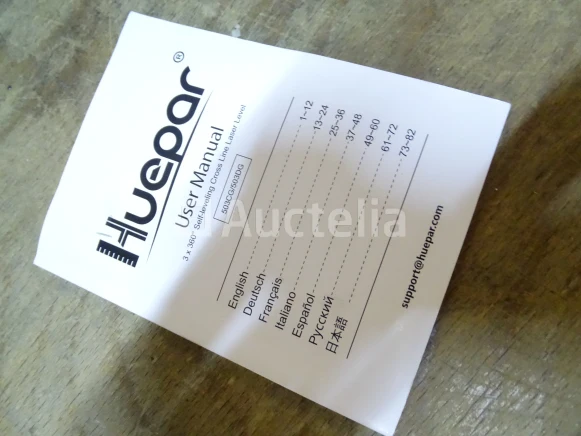 Huepar®
User Manual
3 x 360° Self-leveling Cross Line Laser Level
503CG/503DG
English 1~12
Deutsch 13~24
Français 25~36
Italiano 37~48
Español 49~60
Русский 61~72
日本語 73~82
support@huepar.com
Auctelia